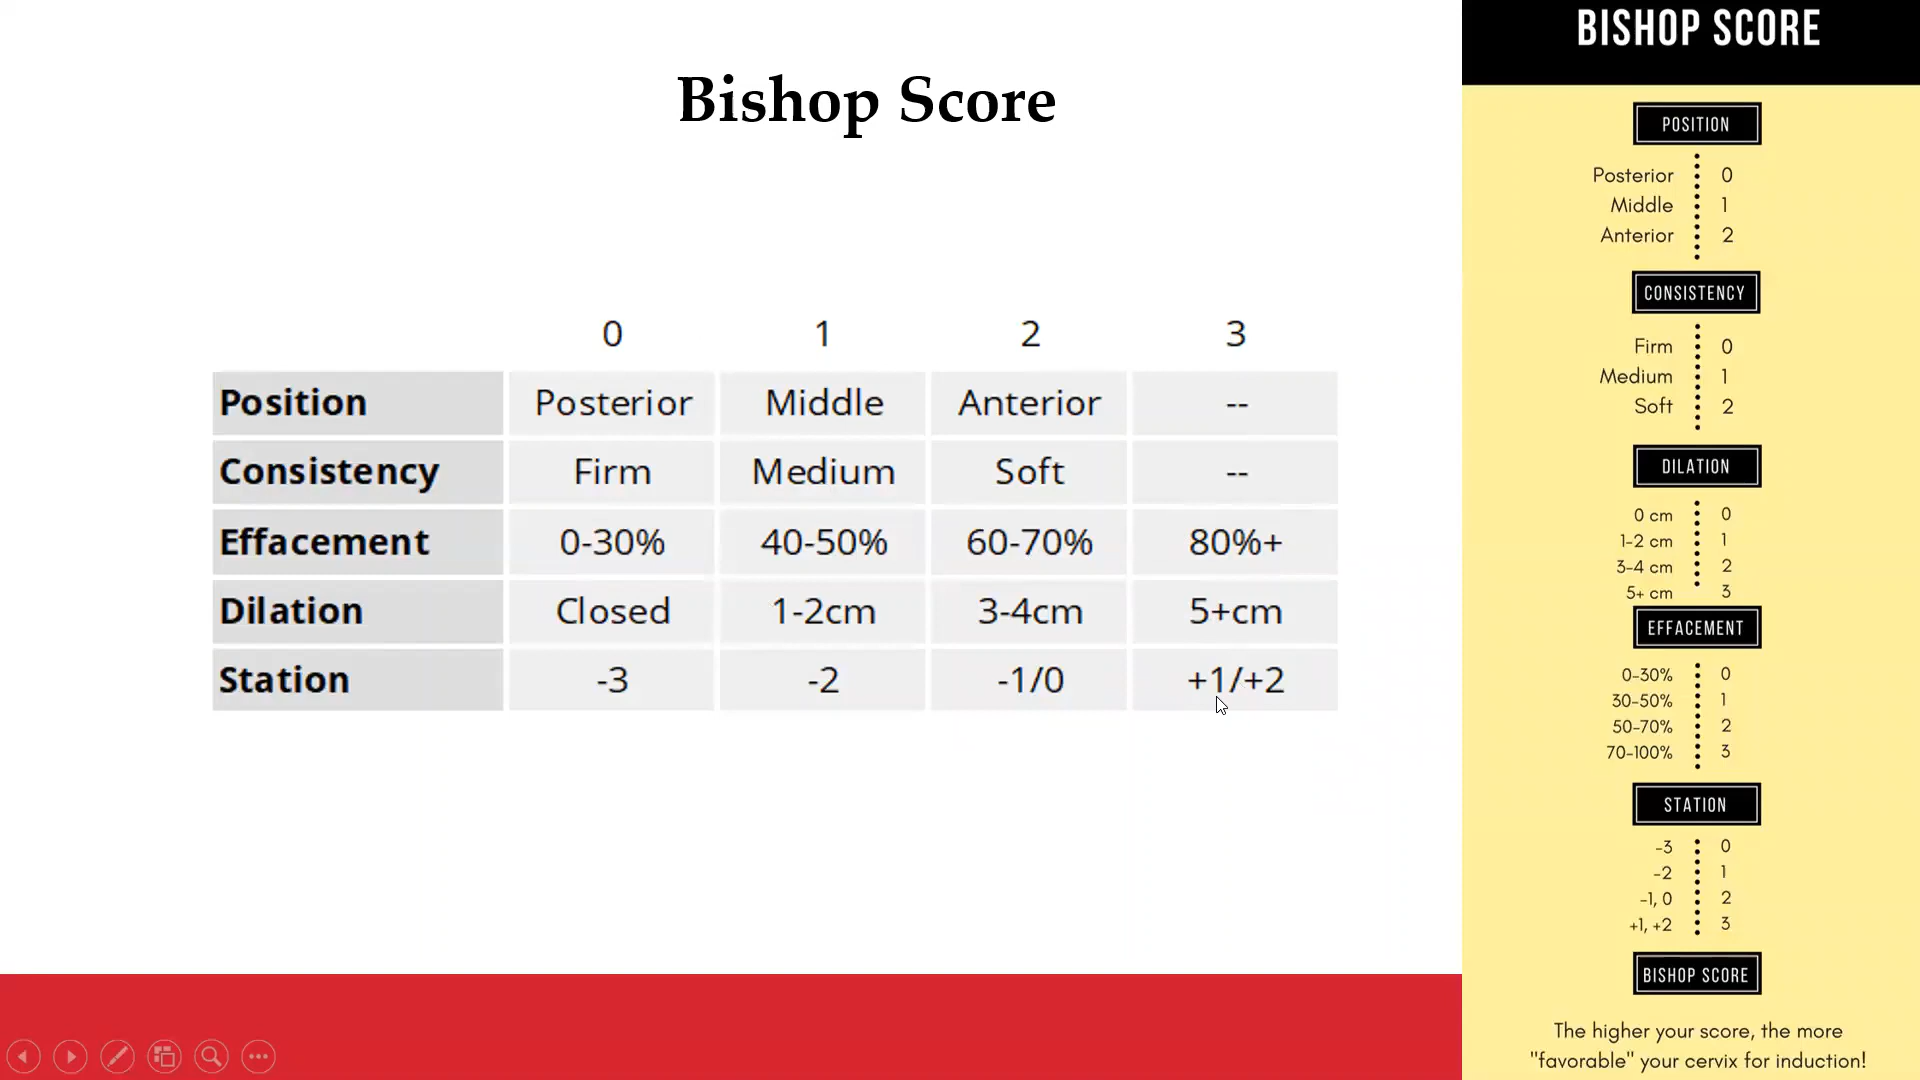 Bishop Score
0 1 2 3
Position Posterior Middle Anterior --
Consistency Firm Medium Soft --
Effacement 0-30% 40-50% 60-70% 80%+
Dilation Closed 1-2cm 3-4cm 5+cm
Station -3 -2 -1/0 +1/+2
BISHOP SCORE
POSITION
Posterior 0
Middle 1
Anterior 2
CONSISTENCY
Firm 0
Medium 1
Soft 2
DILATION
0 cm 0
1-2 cm 1
3-4 cm 2
5+ cm 3
EFFACEMENT
0-30% 0
30-50% 1
50-70% 2
70-100% 3
STATION
-3 0
-2 1
-1, 0 2
+1, +2 3
BISHOP SCORE
The higher your score, the more
"favorable" your cervix for induction!